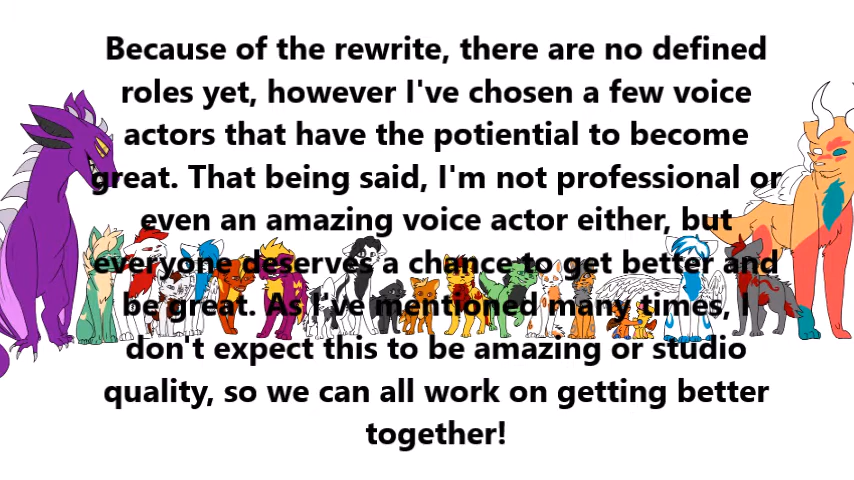 Because of the rewrite, there are no defined
roles yet, however I've chosen a few voice
actors that have the potiential to become
great. That being said, I'm not professional or
even an amazing voice actor either, but
everyone deserves a chance to get better and
be great. As I've mentioned many times, I
don't expect this to be amazing or studio
quality, so we can all work on getting better
together!